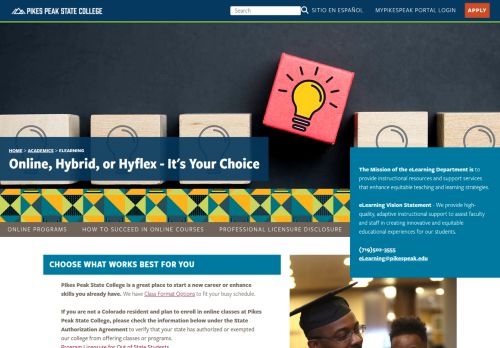 PIKES PEAK STATE COLLEGE
Search
SITIO EN ESPAÑOL
MYPIKESPEAK PORTAL LOGIN
APPLY
HOME > ACADEMICS > ELEARNING
Online, Hybrid, or Hyflex - It's Your Choice
The Mission of the eLearning Department is to
provide instructional resources and support services
that enhance equitable teaching and learning strategies.
eLearning Vision Statement - We provide high-
quality, adaptive instructional support to assist faculty
and staff in creating innovative and equitable
educational experiences for our students.
(719)502-3555
eLearning@pikespeak.edu
ONLINE PROGRAMS
HOW TO SUCCEED IN ONLINE COURSES
PROFESSIONAL LICENSURE DISCLOSURE
CHOOSE WHAT WORKS BEST FOR YOU
Pikes Peak State College is a great place to start a new career or enhance
skills you already have. We have Class Format Options to fit your busy schedule.
If you are not a Colorado resident and plan to enroll in online classes at Pikes
Peak State College, please check the information below under the State
Authorization Agreement to verify that your state has authorized or exempted
our college from offering classes or programs.
Program Licensure for Out of State Students